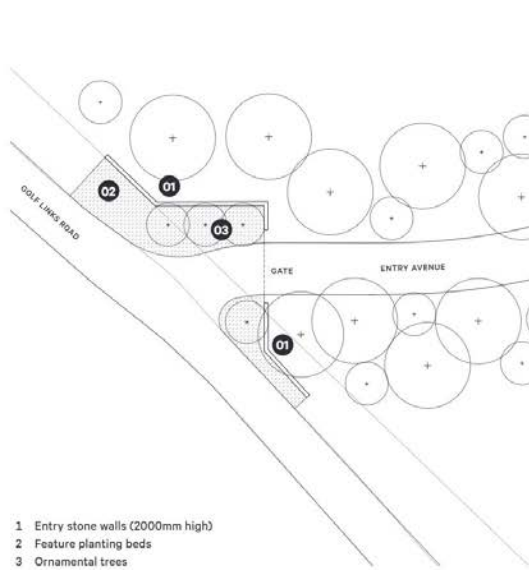 02
01
03
GOLF LINKS ROAD
GATE
ENTRY AVENUE
01
1 Entry stone walls (2000mm high)
2 Feature planting beds
3 Ornamental trees